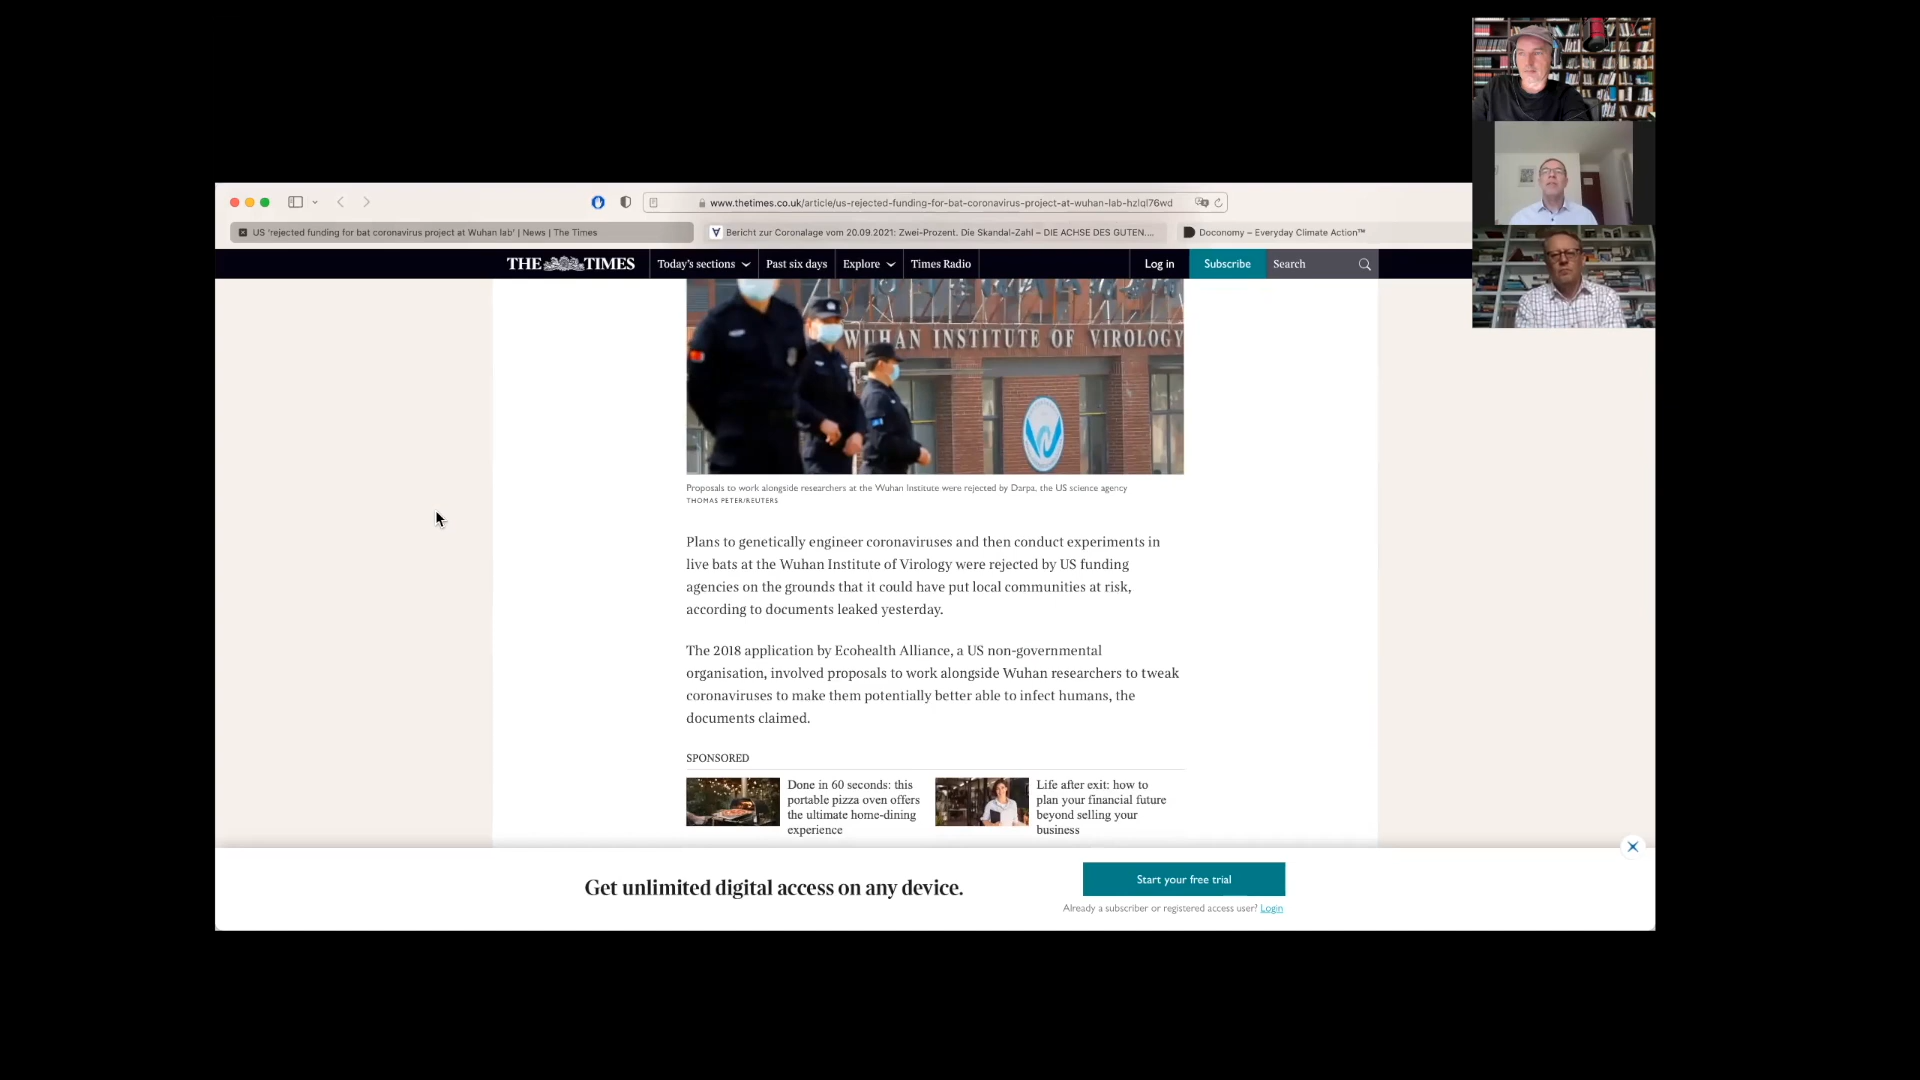 www.thetimes.co.uk/article/us-rejected-funding-for-bat-coronavirus-project-at-wuhan-lab-hzlql76wd
US 'rejected funding for bat coronavirus project at Wuhan lab' | News | The Times
Bericht zur Coronalage vom 20.09.2021: Zwei-Prozent. Die Skandal-Zahl – DIE ACHSE DES GUTEN....
Doconomy – Everyday Climate Action™
THE TIMES
Today's sections
Past six days
Explore
Times Radio
Log in
Subscribe
Search
WUHAN INSTITUTE OF VIROLOGY
Proposals to work alongside researchers at the Wuhan Institute were rejected by Darpa, the US science agency
THOMAS PETER/REUTERS
Plans to genetically engineer coronaviruses and then conduct experiments in
live bats at the Wuhan Institute of Virology were rejected by US funding
agencies on the grounds that it could have put local communities at risk,
according to documents leaked yesterday.
The 2018 application by Ecohealth Alliance, a US non-governmental
organisation, involved proposals to work alongside Wuhan researchers to tweak
coronaviruses to make them potentially better able to infect humans, the
documents claimed.
SPONSORED
Done in 60 seconds: this
portable pizza oven offers
the ultimate home-dining
experience
Life after exit: how to
plan your financial future
beyond selling your
business
Get unlimited digital access on any device.
Start your free trial
Already a subscriber or registered access user? Login